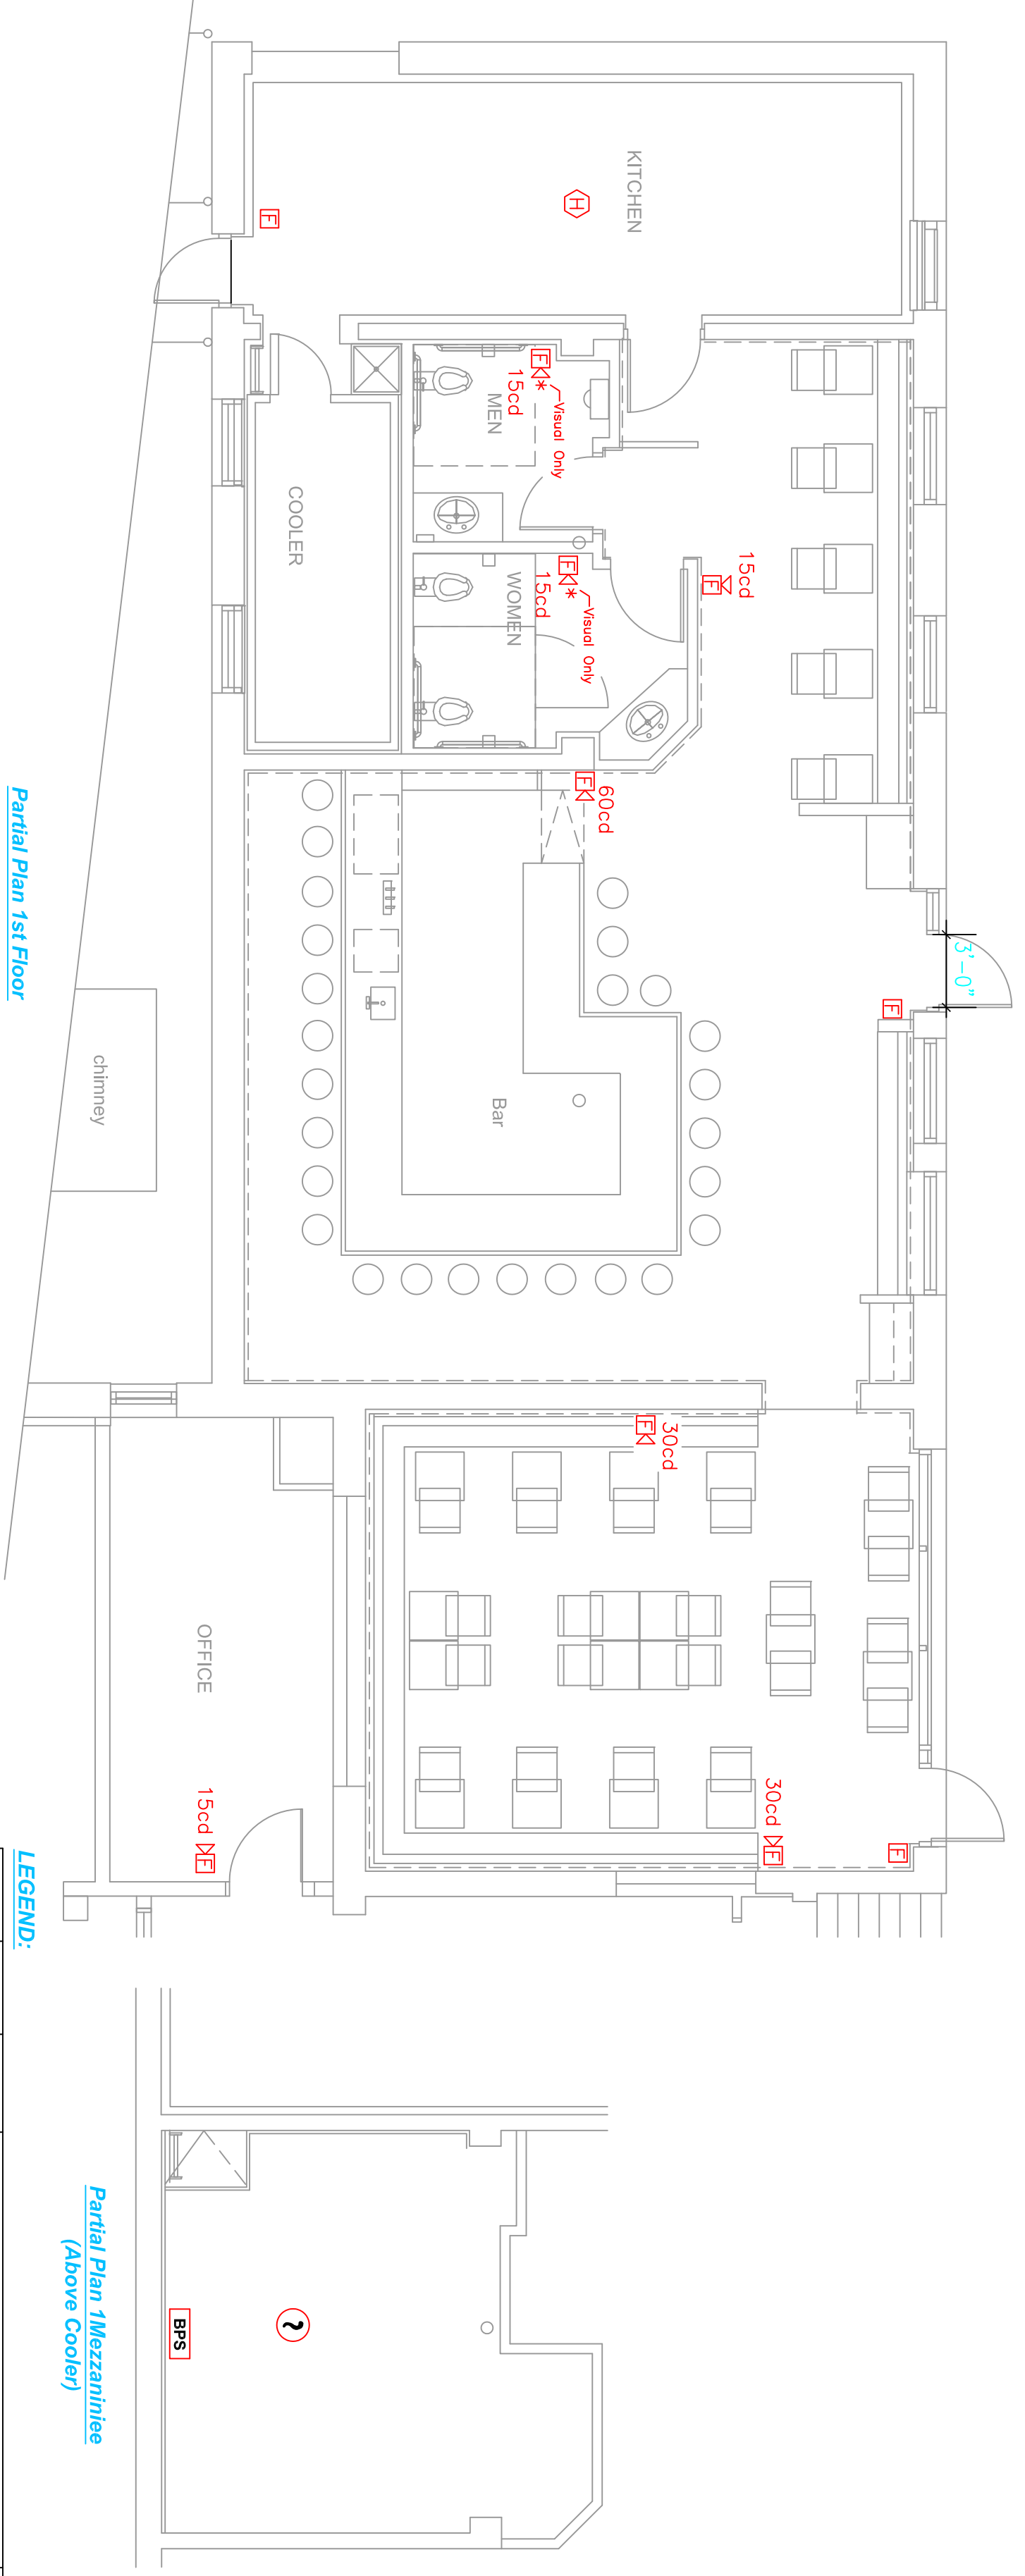 KITCHEN
H
F
MEN
F
*
15cd
Visual Only
COOLER
WOMEN
F
*
15cd
Visual Only
15cd
F
F
60cd
3'-0"
F
Bar
chimney
F
30cd
OFFICE
15cd
F
30cd
F
F
Partial Plan 1st Floor
LEGEND:
BPS
Partial Plan 1Mezzaniniee
(Above Cooler)